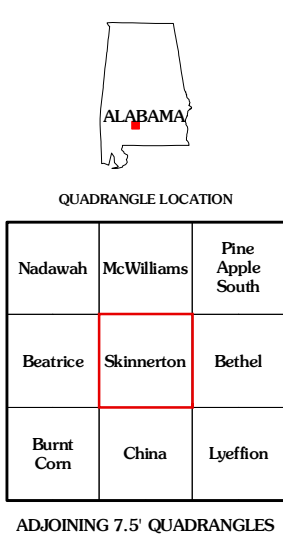 ALABAMA
QUADRANGLE LOCATION
Nadawah
McWilliams
Pine
Apple
South
Beatrice
Skinnerton
Bethel
Burnt
Corn
China
Lyeffion
ADJOINING 7.5' QUADRANGLES